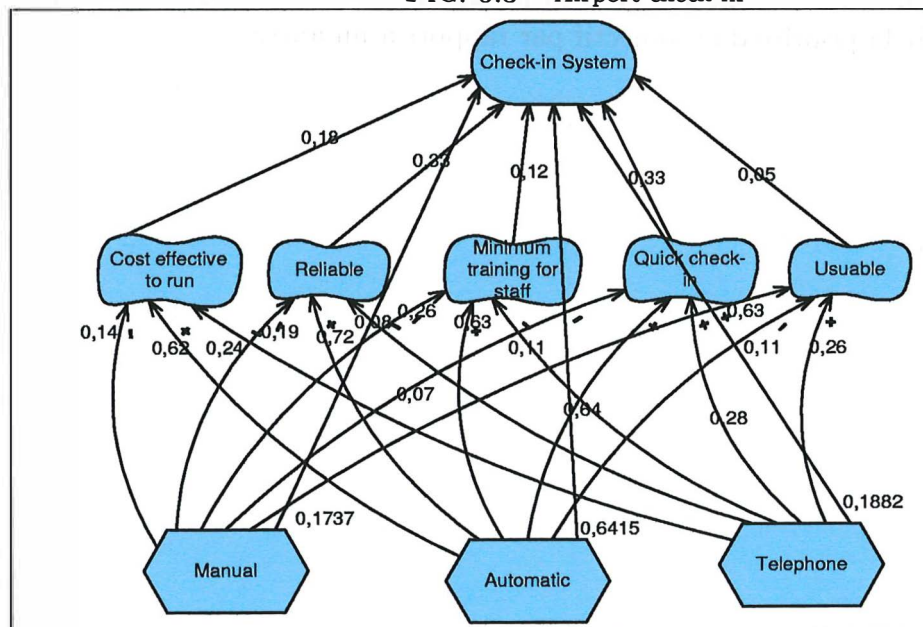 Check-in System
0,18
0,33
0,12
0,33
0,05
Cost effective
to run
Reliable
Minimum
training for
staff
Quick check-
in
Usuable
0,14
0,62
0,24
0,19
0,72
0,08
0,26
0,63
0,11
0,63
0,11
0,26
0,07
0,64
0,28
0,1737
0,6415
0,1882
Manual
Automatic
Telephone